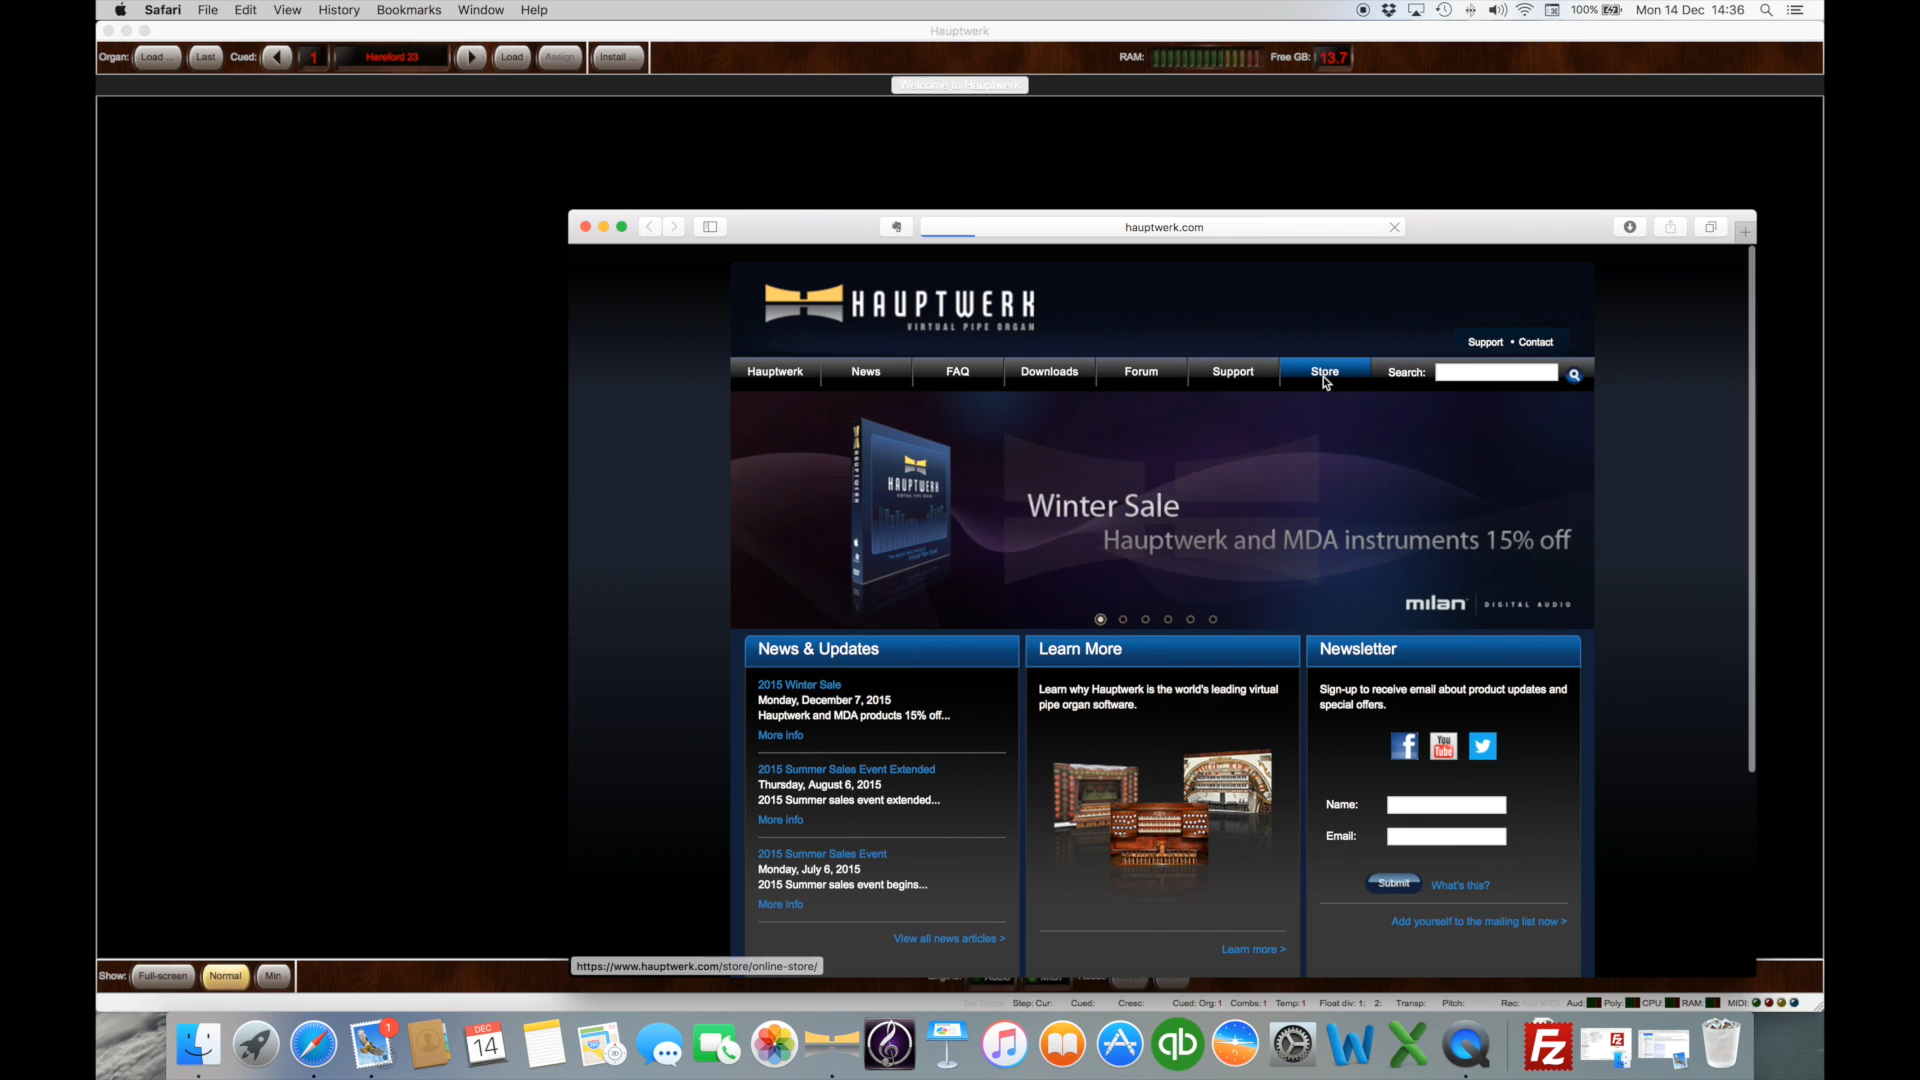 Safari File Edit View History Bookmarks Window Help 100% Mon 14 Dec 14:36
Hauptwerk
Organ: Load ... Last Cued: 1 Hereford 23 Load Assign Install ... RAM: Free GB: 13.7
Welcome to Hauptwerk
hauptwerk.com
HAUPTWERK
VIRTUAL PIPE ORGAN
Support • Contact
Hauptwerk News FAQ Downloads Forum Support Store Search:
HAUPTWERK
Winter Sale
Hauptwerk and MDA instruments 15% off
milan DIGITAL AUDIO
News & Updates
2015 Winter Sale
Monday, December 7, 2015
Hauptwerk and MDA products 15% off...
More info
2015 Summer Sales Event Extended
Thursday, August 6, 2015
2015 Summer sales event extended...
More info
2015 Summer Sales Event
Monday, July 6, 2015
2015 Summer sales event begins...
More info
View all news articles >
Learn More
Learn why Hauptwerk is the world's leading virtual
pipe organ software.
Learn more >
Newsletter
Sign-up to receive email about product updates and
special offers.
You
Tube
Name:
Email:
Submit What's this?
Add yourself to the mailing list now >
https://www.hauptwerk.com/store/online-store/
Show: Full-screen Normal Min
Step: Cur: Cued: Cresc: Cued: Org:1 Combs:1 Temp:1 Float div: 1: 2: Transp: Pitch: Rec: Aud: Poly: CPU: RAM: MIDI:
1
DEC
14
3D
qb
W
X
Fz